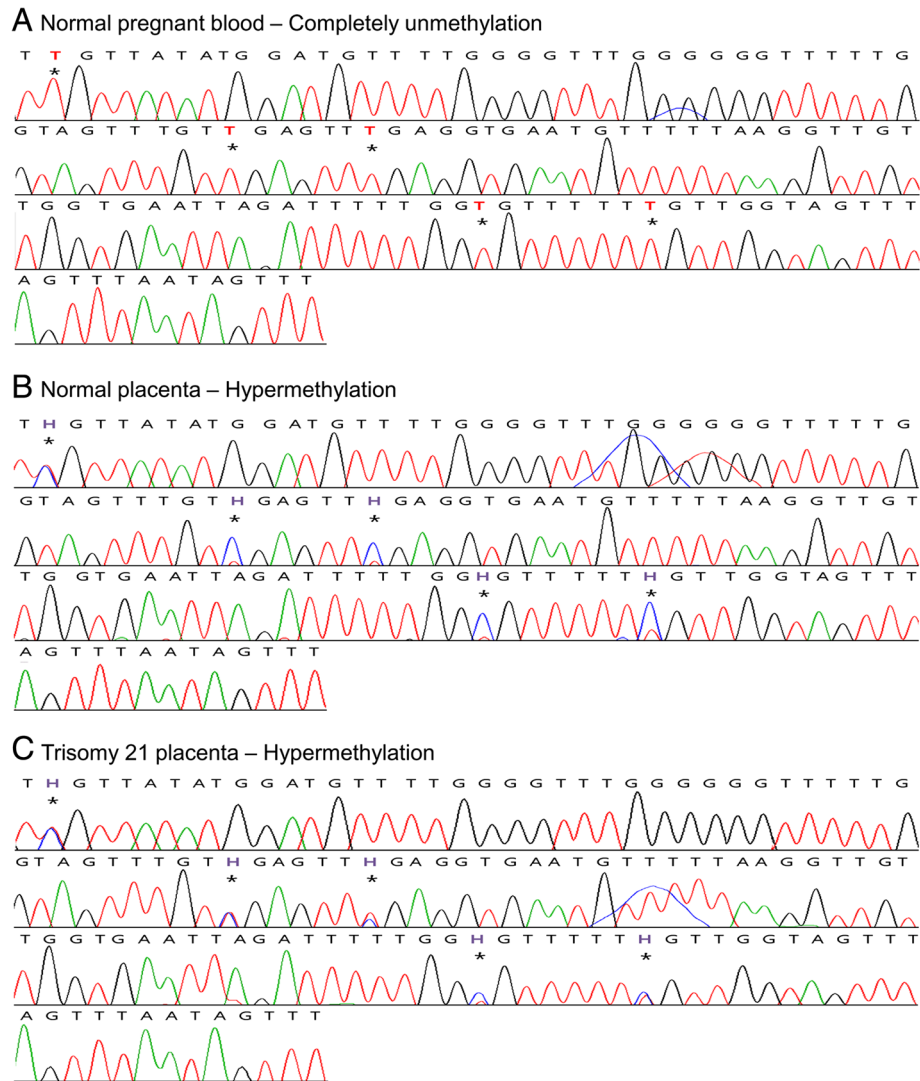 A Normal pregnant blood – Completely unmethylation
T T G T T A T A T G G A T G T T T T G G G G T T T G G G G G G G T T T T T G
*
G T A G T T T G T T G A G T T T G A G G T G A A T G T T T T T T A A G G T T G T
* *
T G G T G A A T T A G A T T T T T G G T G T T T T T T G T T G G T A G T T T
* *
A G T T T A A T A G T T T
B Normal placenta – Hypermethylation
T H G T T A T A T G G A T G T T T T G G G G T T T G G G G G G G T T T T T G
*
G T A G T T T G T H G A G T T H G A G G T G A A T G T T T T T T A A G G T T G T
* *
T G G T G A A T T A G A T T T T T G G H G T T T T T H G T T G G T A G T T T
* *
A G T T T A A T A G T T T
C Trisomy 21 placenta – Hypermethylation
T H G T T A T A T G G A T G T T T T G G G G T T T G G G G G G G T T T T T G
*
G T A G T T T G T H G A G T T H G A G G T G A A T G T T T T T T A A G G T T G T
* *
T G G T G A A T T A G A T T T T T G G H G T T T T T H G T T G G T A G T T T
* *
A G T T T A A T A G T T T